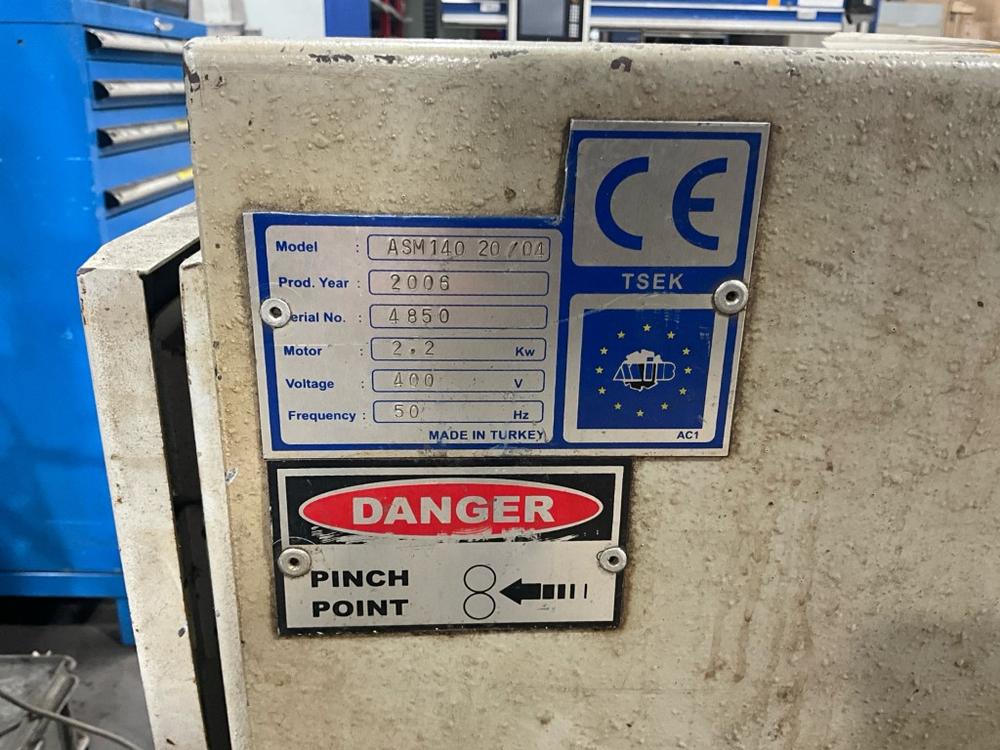 CE
TSEK
Model : ASM140 20/04
Prod. Year : 2006
erial No. : 4850
Motor : 2.2 Kw
Voltage : 400 V
Frequency : 50 Hz
MADE IN TURKEY
AC1
DANGER
PINCH
POINT